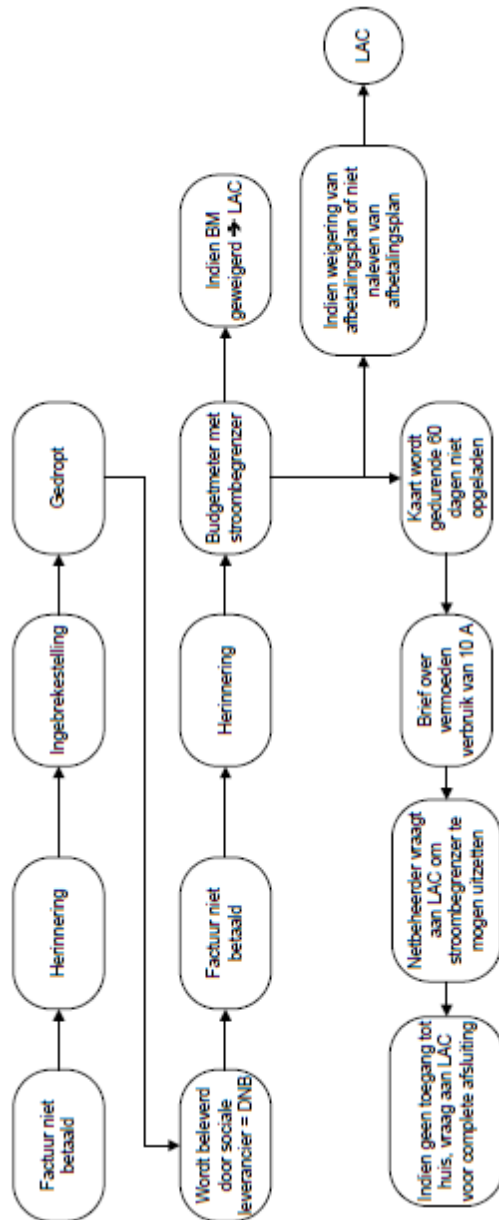 Factuur niet
betaald
Herinnering
Ingebrekestelling
Gedropt
Wordt beleverd
door sociale
leverancier = DNB
Factuur niet
betaald
Herinnering
Budgetmeter met
stroombegrenzer
Indien BM
geweigerd → LAC
Indien weigering van
afbetalingsplan of niet
naleven van
afbetalingsplan
LAC
Kaart wordt
gedurende 60
dagen niet
opgeladen
Brief over
vermoeden
verbruik van 10 A
Netbeheerder vraagt
aan LAC om
stroombegrenzer te
mogen uitzetten
Indien geen toegang tot
huis, vraag aan LAC
voor complete afsluiting